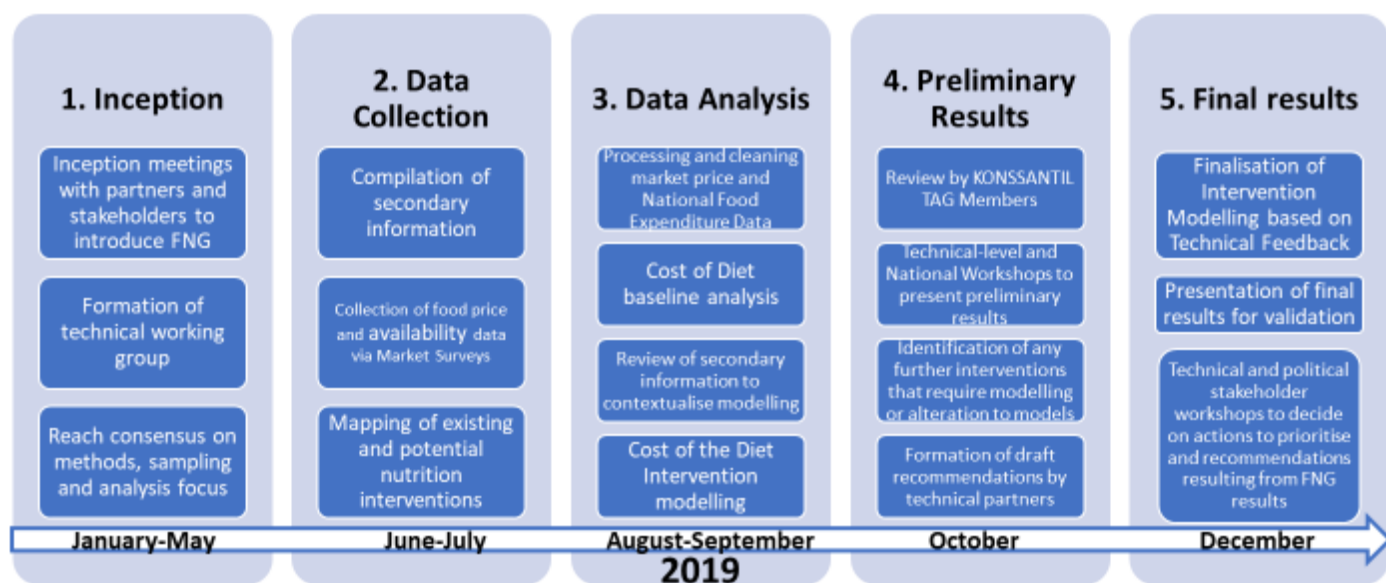 1. Inception
Inception meetings
with partners and
stakeholders to
introduce FNG
Formation of
technical working
group
Reach consensus on
methods, sampling
and analysis focus
January-May
2. Data
Collection
Compilation of
secondary
information
Collection of food price
and availability data
via Market Surveys
Mapping of existing
and potential
nutrition
interventions
June-July
3. Data Analysis
Processing and cleaning
market price and
National Food
Expenditure Data
Cost of Diet
baseline analysis
Review of secondary
information to
contextualise modelling
Cost of the Diet
Intervention
modelling
August-September
4. Preliminary
Results
Review by KONSSANTIL
TAG Members
Technical-level and
National Workshops to
present preliminary
results
Identification of any
further interventions
that require modelling
or alteration to models
Formation of draft
recommendations by
technical partners
October
5. Final results
Finalisation of
Intervention
Modelling based on
Technical Feedback
Presentation of final
results for validation
Technical and political
stakeholder
workshops to decide
on actions to prioritise
and recommendations
resulting from FNG
results
December
2019